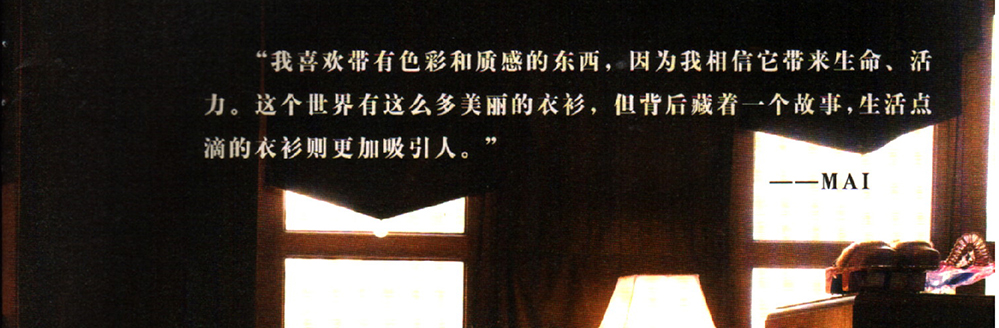 “我喜欢带有色彩和质感的东西，因为我相信它带来生命、活
力。这个世界有这么多美丽的衣衫，但背后藏着一个故事，生活点
滴的衣衫则更加吸引人。”
——MAI